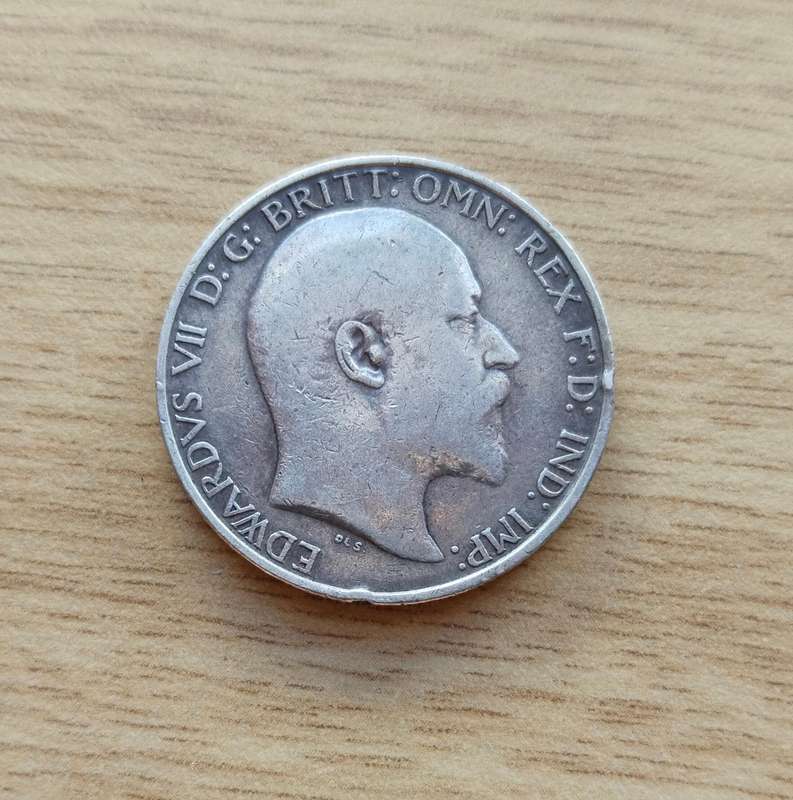 EDWARDVS VII D: G: BRITT: OMN: REX F: D: IND: IMP:
DES.